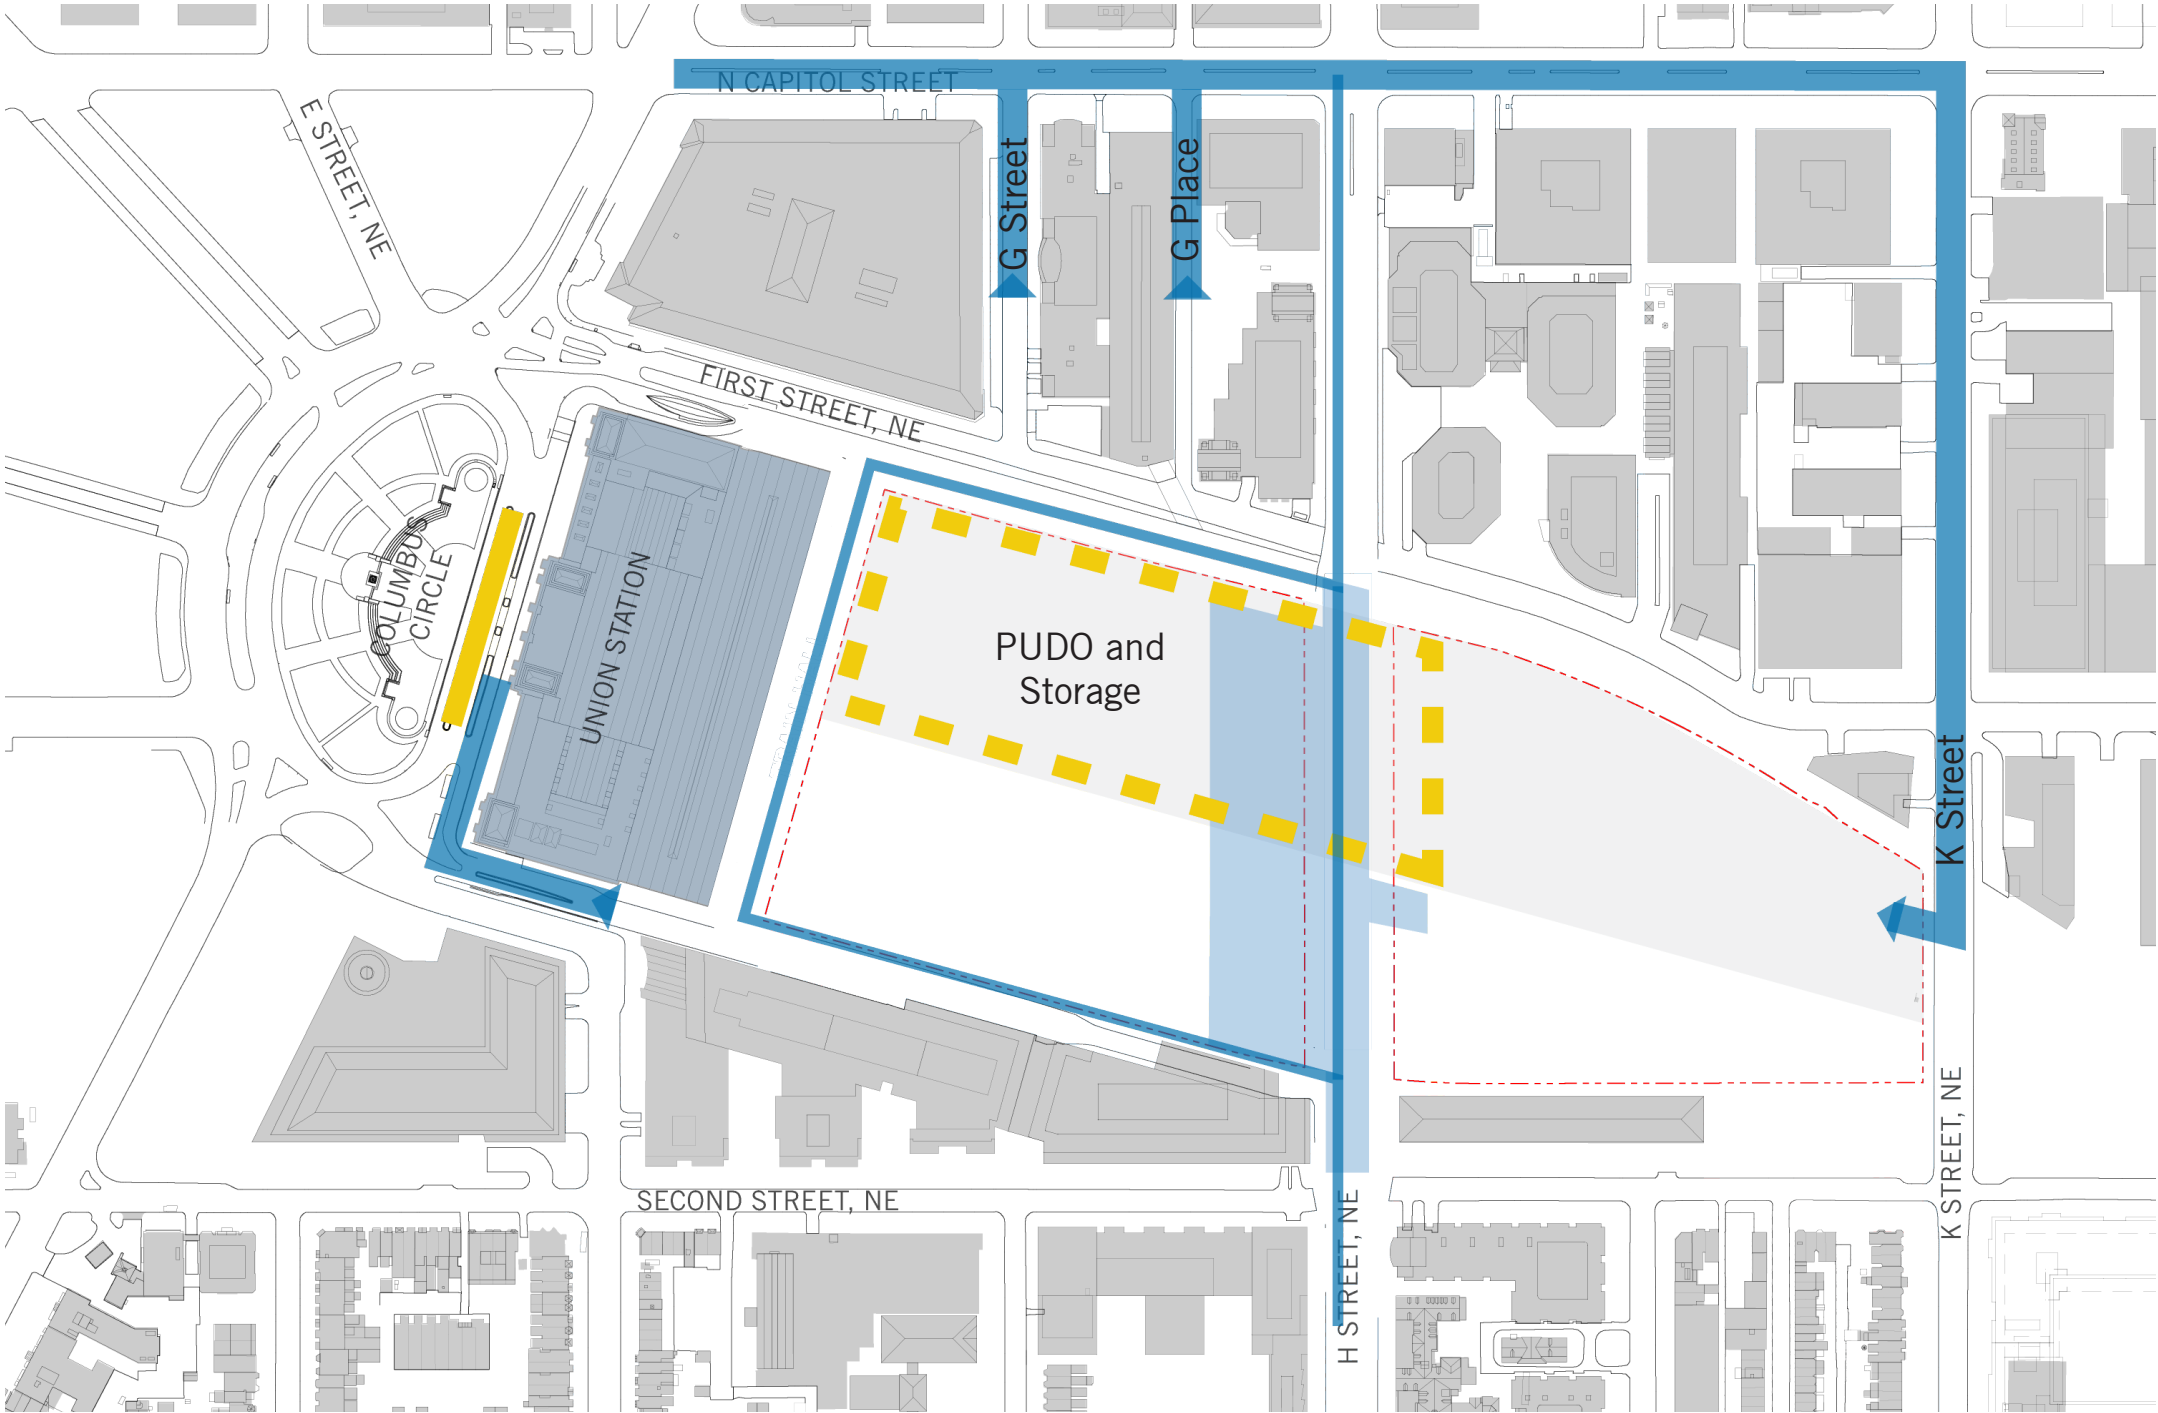 N CAPITOL STREET
E STREET, NE
G Street
G Place
FIRST STREET, NE
COLUMBUS
CIRCLE
UNION STATION
PUDO and
Storage
K Street
K STREET, NE
SECOND STREET, NE
H STREET, NE